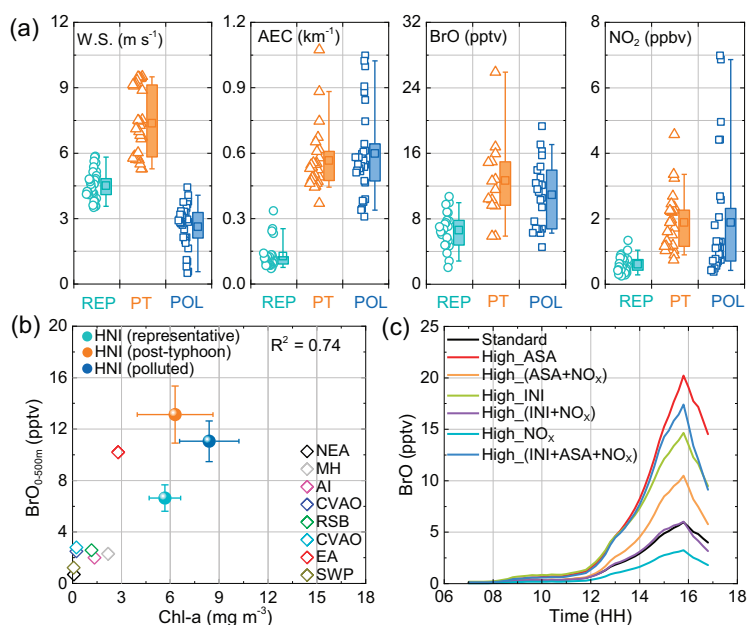 (a)
W.S. (m s⁻¹)
AEC (km⁻¹)
BrO (pptv)
NO₂ (ppbv)
12
9
6
3
0
1.2
0.9
0.6
0.3
0.0
36
27
18
9
0
8
6
4
2
0
REP PT POL
REP PT POL
REP PT POL
REP PT POL
(b)
HNI (representative)
HNI (post-typhoon)
HNI (polluted)
R² = 0.74
NEA
MH
AI
CVAO
RSB
CVAO
EA
SWP
BrO₀₋₅₀₀ₘ (pptv)
20
16
12
8
4
0
0 3 6 9 12 15 18
Chl-a (mg m⁻³)
(c)
Standard
High_ASA
High_(ASA+NOₓ)
High_INI
High_(INI+NOₓ)
High_NOₓ
High_(INI+ASA+NOₓ)
BrO (pptv)
25
20
15
10
5
0
06 08 10 12 14 16 18
Time (HH)